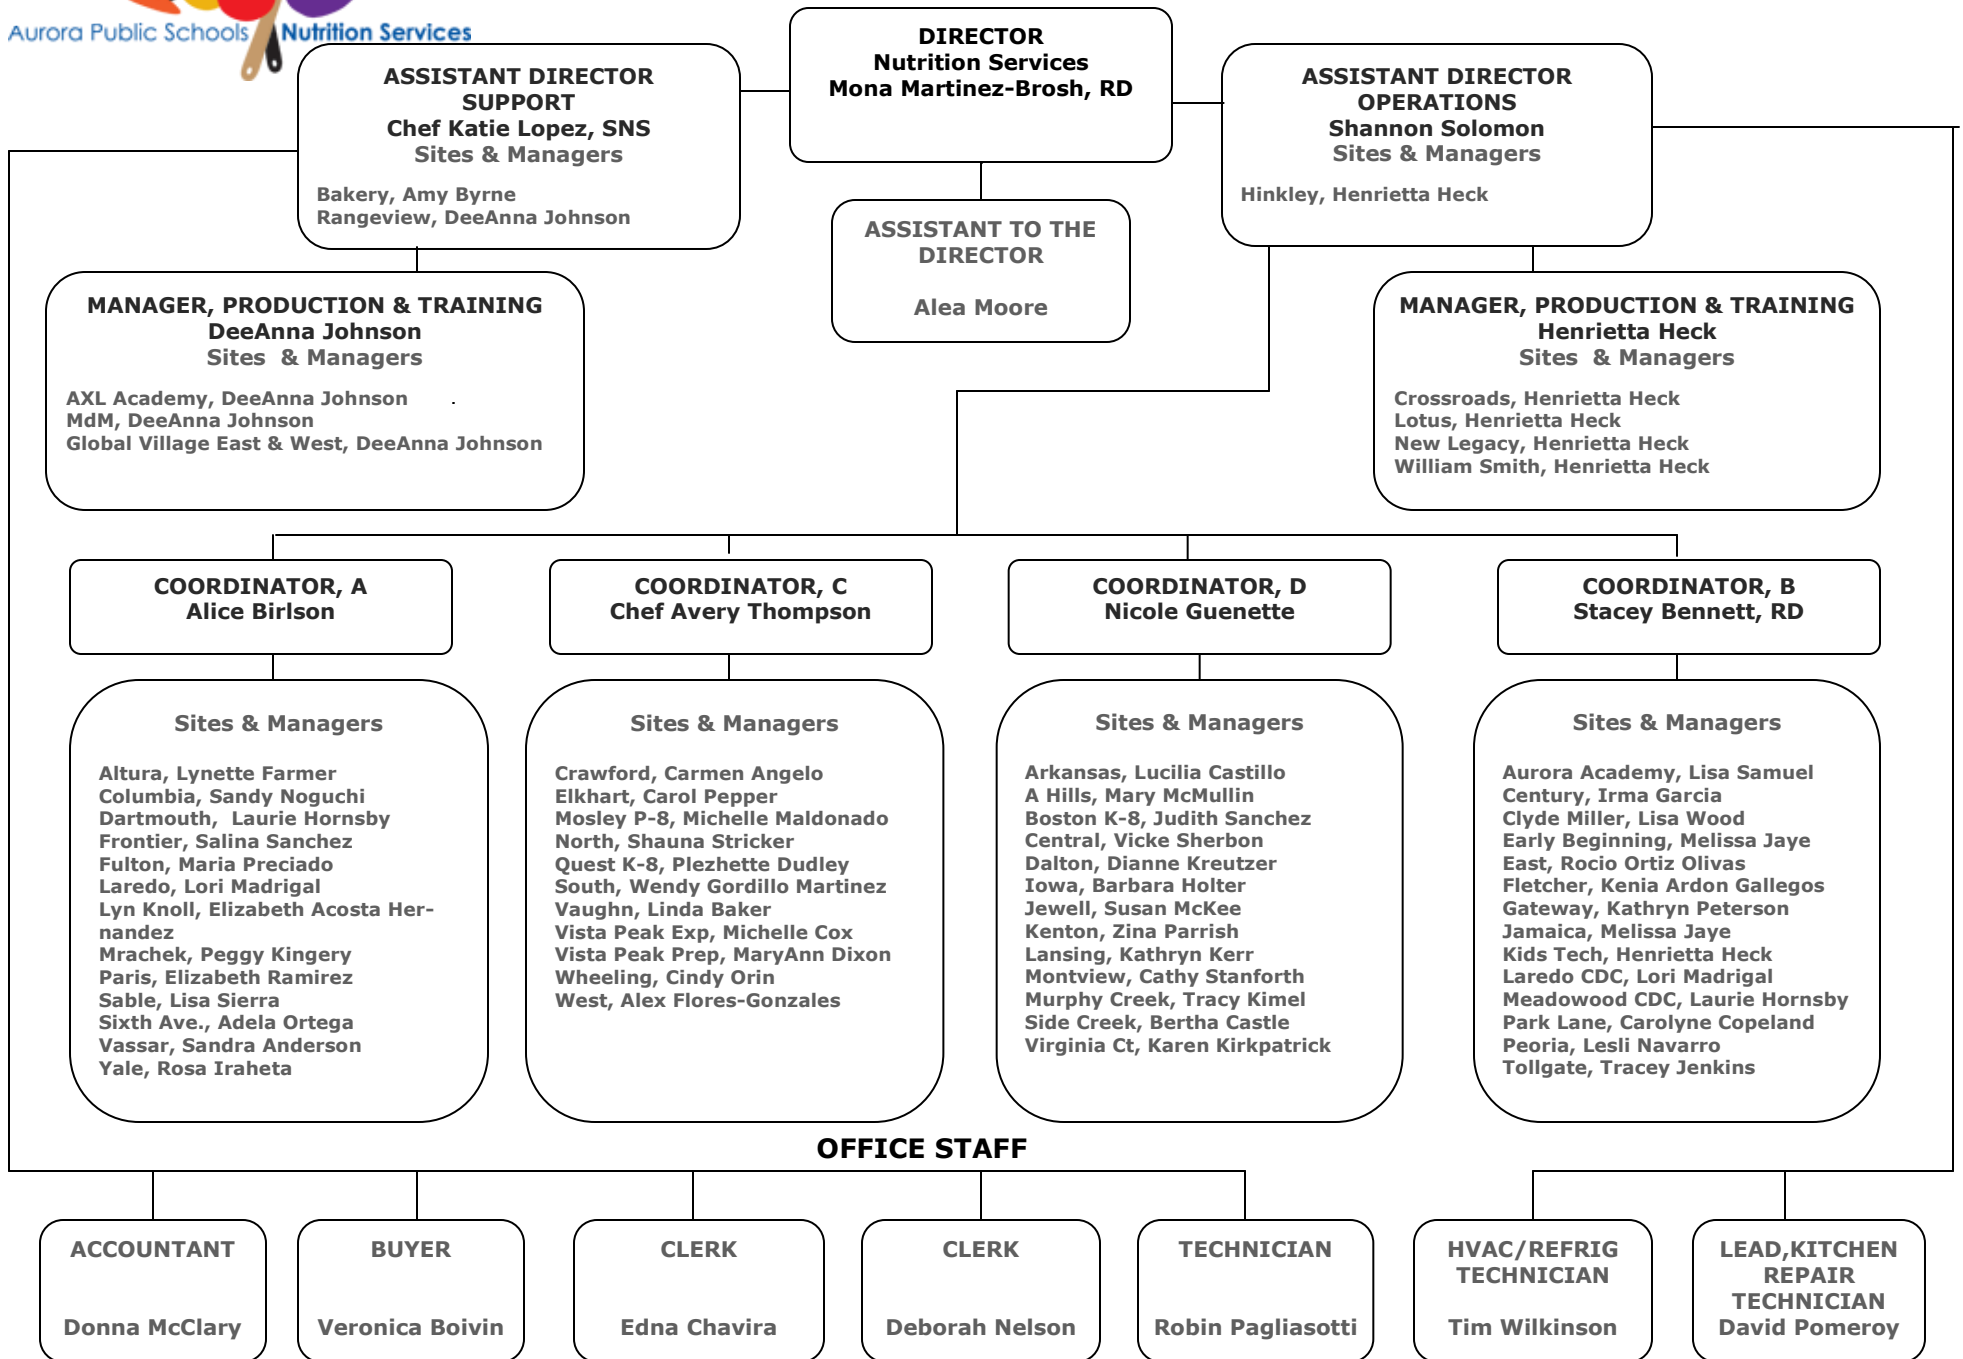 Aurora Public Schools Nutrition Services
DIRECTOR
Nutrition Services
Mona Martinez-Brosh, RD
ASSISTANT DIRECTOR
SUPPORT
Chef Katie Lopez, SNS
Sites & Managers
Bakery, Amy Byrne
Rangeview, DeeAnna Johnson
ASSISTANT DIRECTOR
OPERATIONS
Shannon Solomon
Sites & Managers
Hinkley, Henrietta Heck
ASSISTANT TO THE
DIRECTOR
Alea Moore
MANAGER, PRODUCTION & TRAINING
DeeAnna Johnson
Sites & Managers
AXL Academy, DeeAnna Johnson .
MdM, DeeAnna Johnson
Global Village East & West, DeeAnna Johnson
MANAGER, PRODUCTION & TRAINING
Henrietta Heck
Sites & Managers
Crossroads, Henrietta Heck
Lotus, Henrietta Heck
New Legacy, Henrietta Heck
William Smith, Henrietta Heck
COORDINATOR, A
Alice Birlson
COORDINATOR, C
Chef Avery Thompson
COORDINATOR, D
Nicole Guenette
COORDINATOR, B
Stacey Bennett, RD
Sites & Managers
Altura, Lynette Farmer
Columbia, Sandy Noguchi
Dartmouth, Laurie Hornsby
Frontier, Salina Sanchez
Fulton, Maria Preciado
Laredo, Lori Madrigal
Lyn Knoll, Elizabeth Acosta Her-
nandez
Mrachek, Peggy Kingery
Paris, Elizabeth Ramirez
Sable, Lisa Sierra
Sixth Ave., Adela Ortega
Vassar, Sandra Anderson
Yale, Rosa Iraheta
Sites & Managers
Crawford, Carmen Angelo
Elkhart, Carol Pepper
Mosley P-8, Michelle Maldonado
North, Shauna Stricker
Quest K-8, Plezhette Dudley
South, Wendy Gordillo Martinez
Vaughn, Linda Baker
Vista Peak Exp, Michelle Cox
Vista Peak Prep, MaryAnn Dixon
Wheeling, Cindy Orin
West, Alex Flores-Gonzales
Sites & Managers
Arkansas, Lucilia Castillo
A Hills, Mary McMullin
Boston K-8, Judith Sanchez
Central, Vicke Sherbon
Dalton, Dianne Kreutzer
Iowa, Barbara Holter
Jewell, Susan McKee
Kenton, Zina Parrish
Lansing, Kathryn Kerr
Montview, Cathy Stanforth
Murphy Creek, Tracy Kimel
Side Creek, Bertha Castle
Virginia Ct, Karen Kirkpatrick
Sites & Managers
Aurora Academy, Lisa Samuel
Century, Irma Garcia
Clyde Miller, Lisa Wood
Early Beginning, Melissa Jaye
East, Rocio Ortiz Olivas
Fletcher, Kenia Ardon Gallegos
Gateway, Kathryn Peterson
Jamaica, Melissa Jaye
Kids Tech, Henrietta Heck
Laredo CDC, Lori Madrigal
Meadowood CDC, Laurie Hornsby
Park Lane, Carolyne Copeland
Peoria, Lesli Navarro
Tollgate, Tracey Jenkins
OFFICE STAFF
ACCOUNTANT
Donna McClary
BUYER
Veronica Boivin
CLERK
Edna Chavira
CLERK
Deborah Nelson
TECHNICIAN
Robin Pagliasotti
HVAC/REFRIG
TECHNICIAN
Tim Wilkinson
LEAD,KITCHEN
REPAIR
TECHNICIAN
David Pomeroy